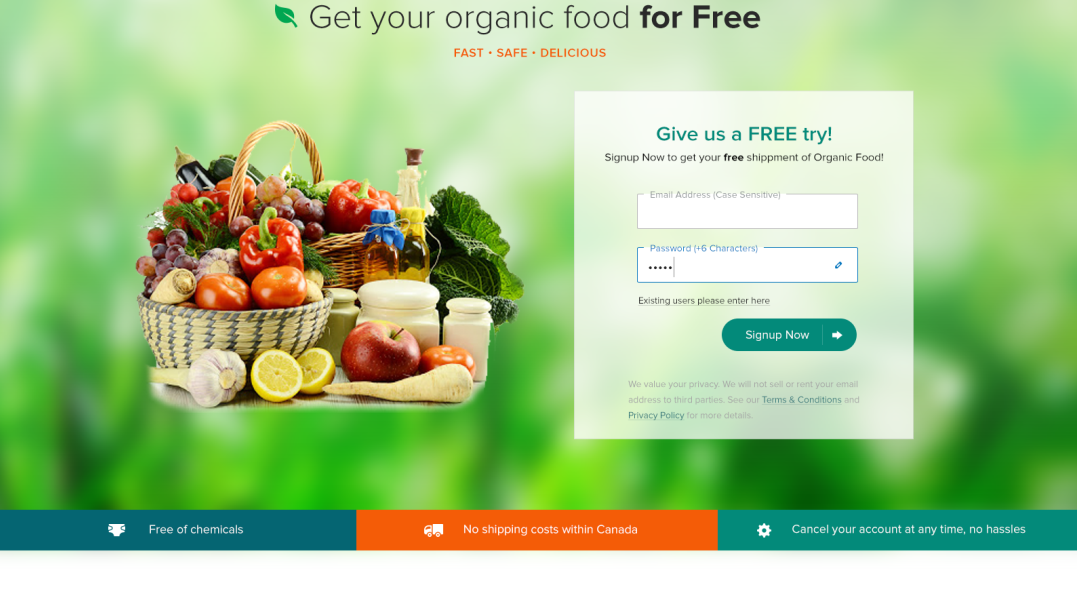 Get your organic food for Free
FAST • SAFE • DELICIOUS
Give us a FREE try!
Signup Now to get your free shippment of Organic Food!
Email Address (Case Sensitive)
Password (+6 Characters)
•••••
Existing users please enter here
Signup Now
We value your privacy. We will not sell or rent your email
address to third parties. See our Terms & Conditions and
Privacy Policy for more details.
Free of chemicals
No shipping costs within Canada
Cancel your account at any time, no hassles